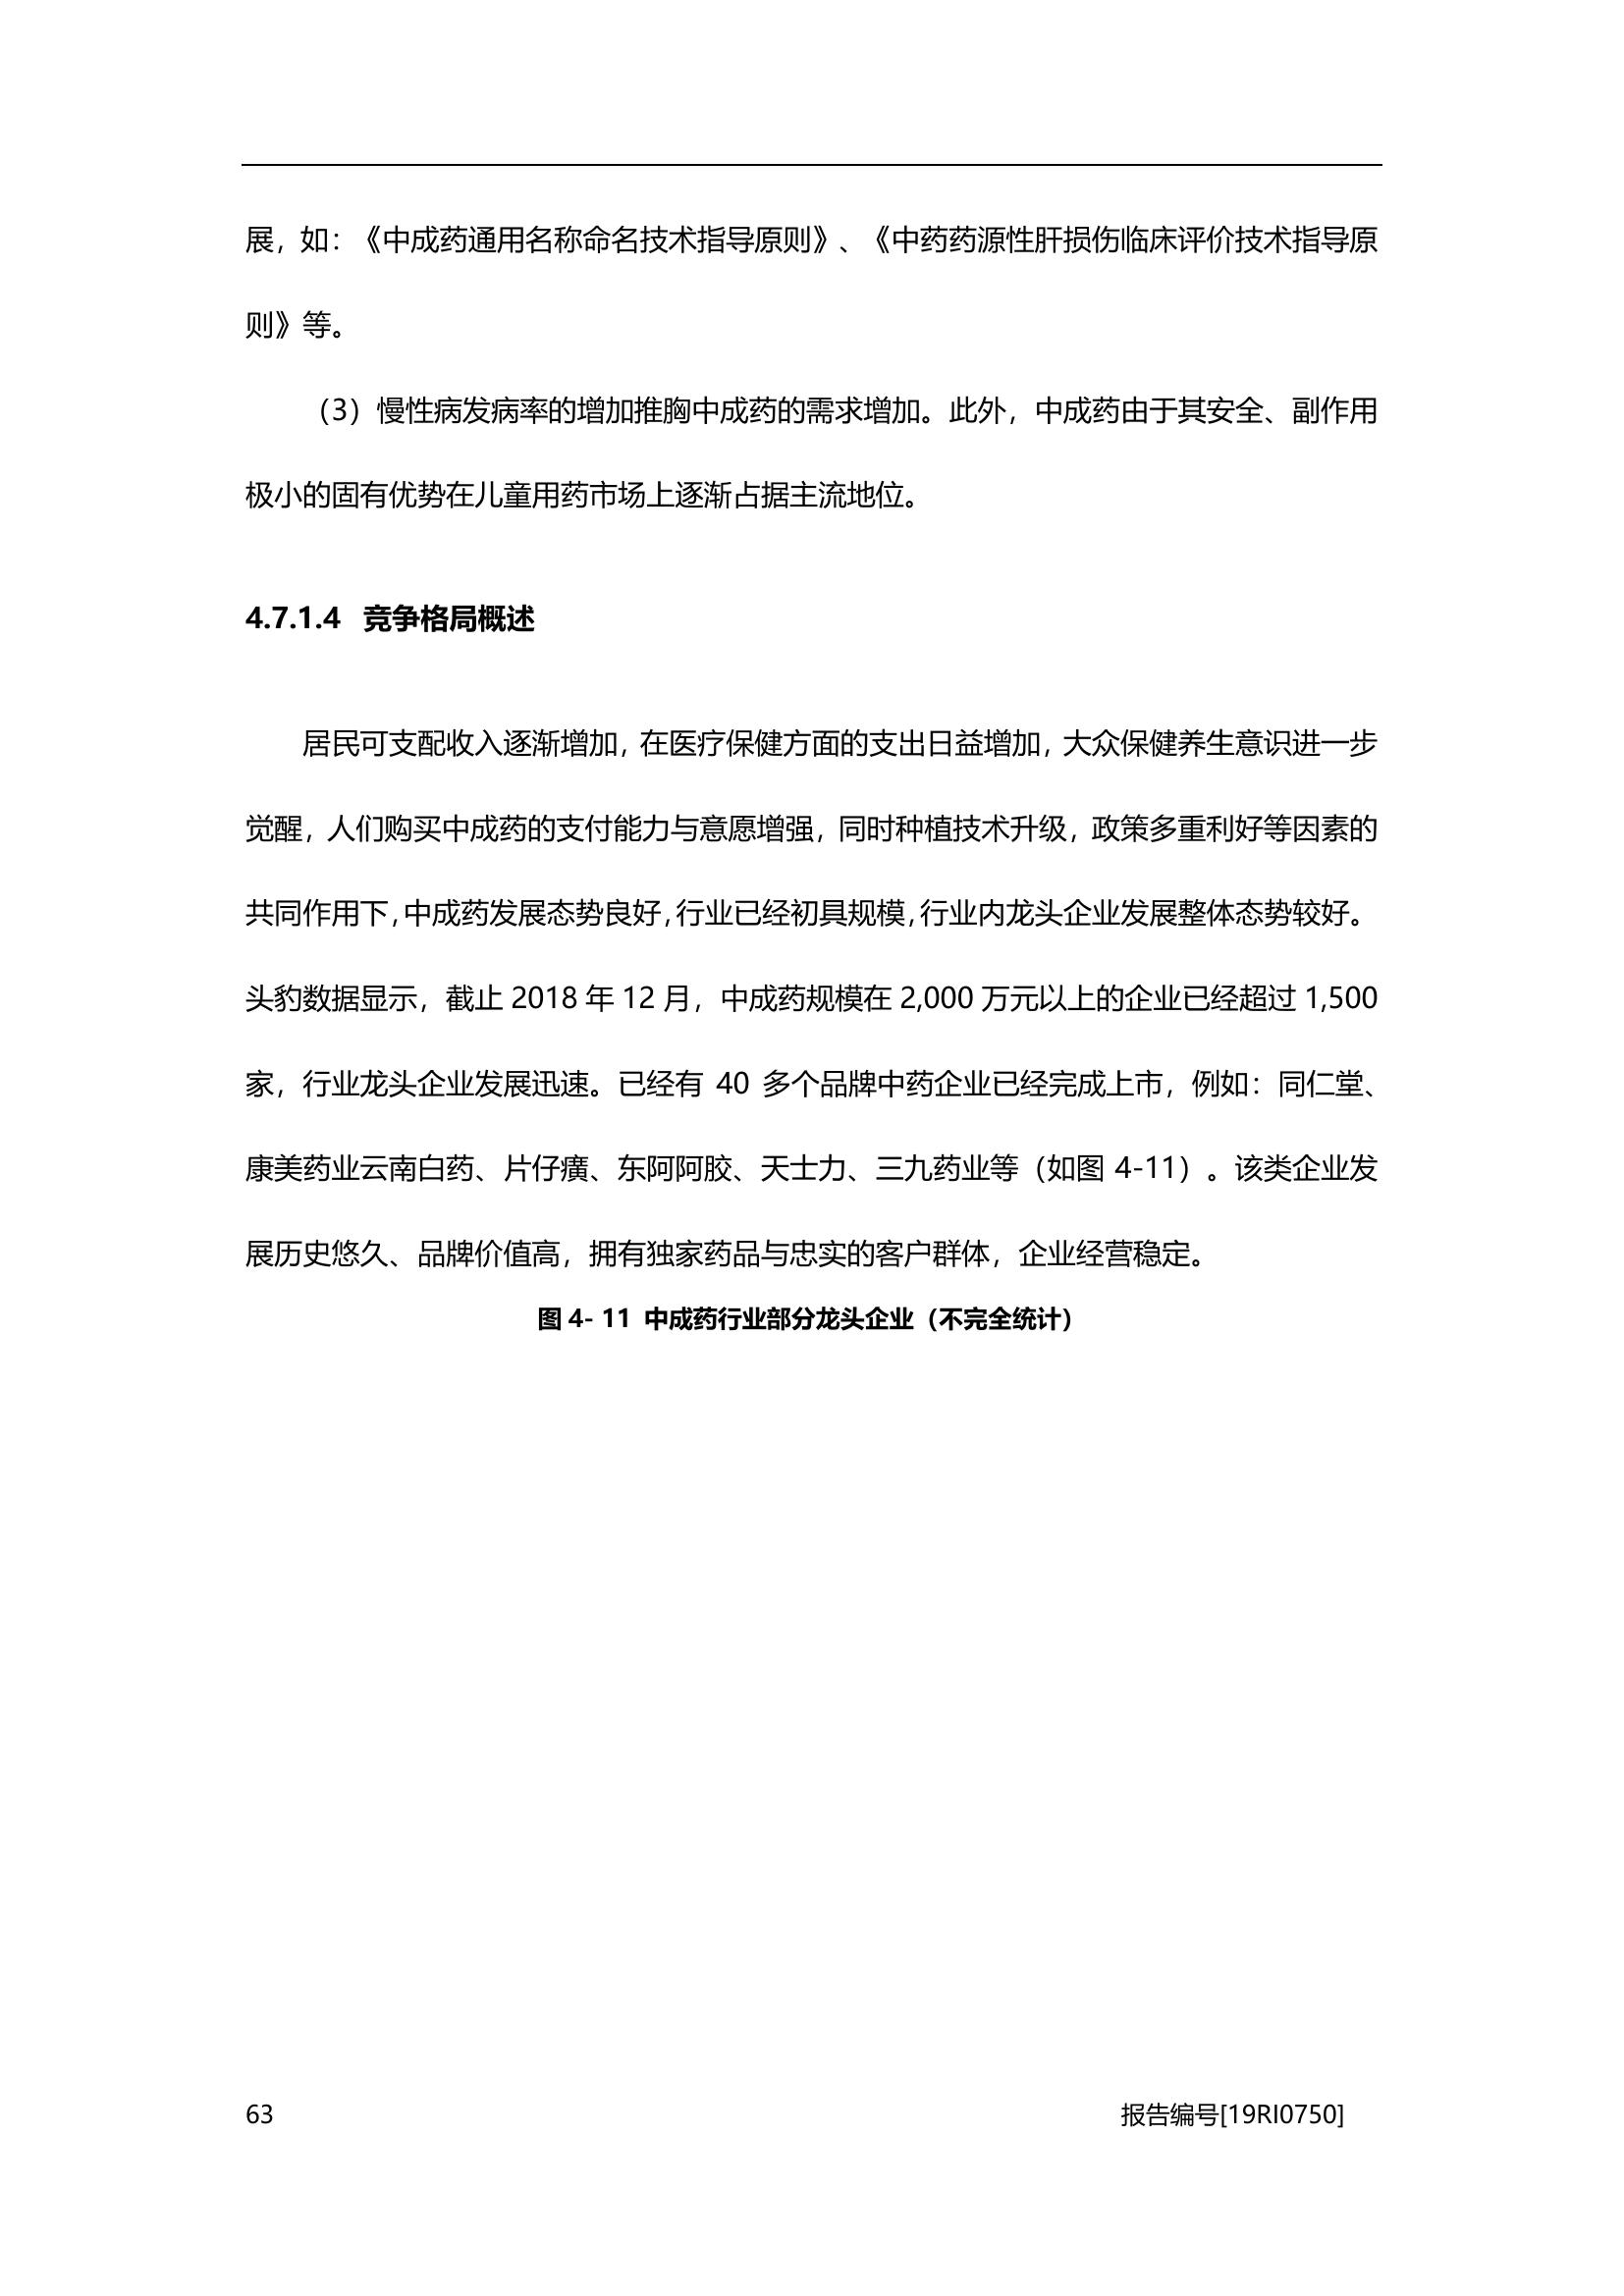 展，如：《中成药通用名称命名技术指导原则》、《中药药源性肝损伤临床评价技术指导原
则》等。
（3）慢性病发病率的增加推胸中成药的需求增加。此外，中成药由于其安全、副作用
极小的固有优势在儿童用药市场上逐渐占据主流地位。
4.7.1.4 竞争格局概述
居民可支配收入逐渐增加，在医疗保健方面的支出日益增加，大众保健养生意识进一步
觉醒，人们购买中成药的支付能力与意愿增强，同时种植技术升级，政策多重利好等因素的
共同作用下，中成药发展态势良好，行业已经初具规模，行业内龙头企业发展整体态势较好。
头豹数据显示，截止 2018 年 12 月，中成药规模在 2,000 万元以上的企业已经超过 1,500
家，行业龙头企业发展迅速。已经有 40 多个品牌中药企业已经完成上市，例如：同仁堂、
康美药业云南白药、片仔癀、东阿阿胶、天士力、三九药业等（如图 4-11）。该类企业发
展历史悠久、品牌价值高，拥有独家药品与忠实的客户群体，企业经营稳定。
图 4- 11 中成药行业部分龙头企业（不完全统计）
63 报告编号[19RI0750]